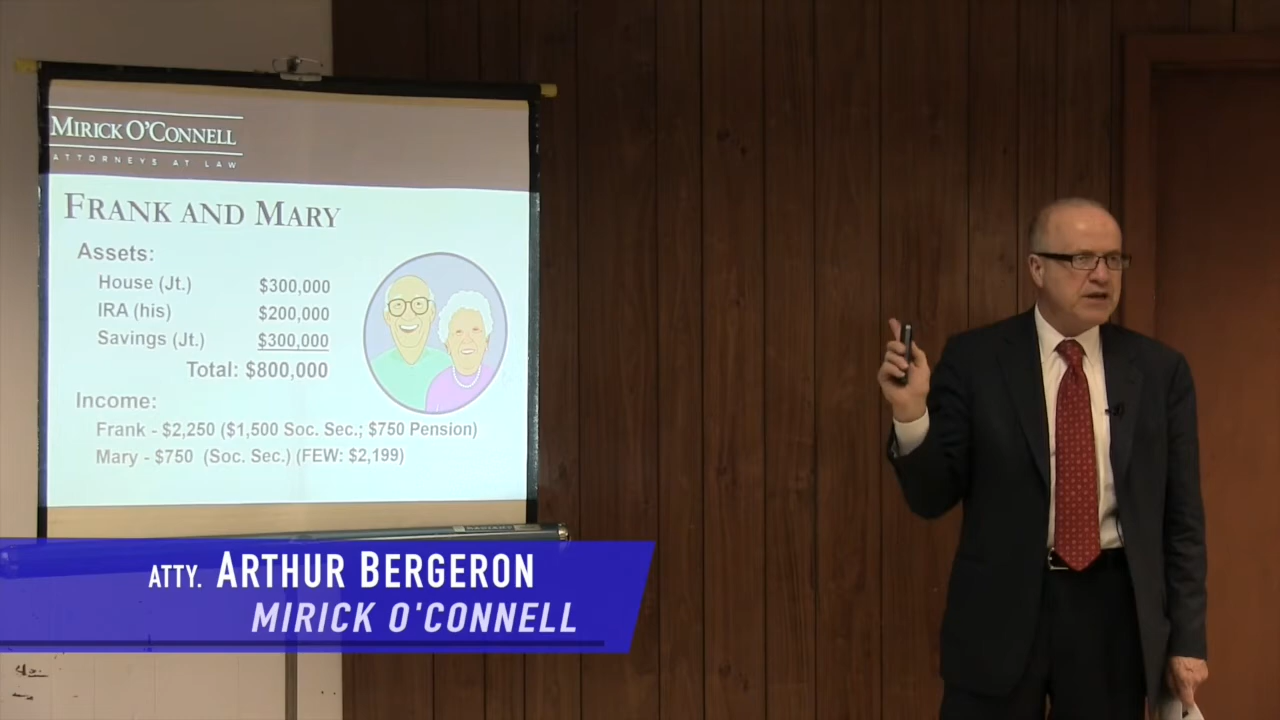 MIRICK O'CONNELL
ATTORNEYS AT LAW
FRANK AND MARY
Assets:
House (Jt.) $300,000
IRA (his) $200,000
Savings (Jt.) $300,000
Total: $800,000
Income:
Frank - $2,250 ($1,500 Soc. Sec.; $750 Pension)
Mary - $750 (Soc. Sec.) (FEW: $2,199)
ATTY. ARTHUR BERGERON
MIRICK O'CONNELL